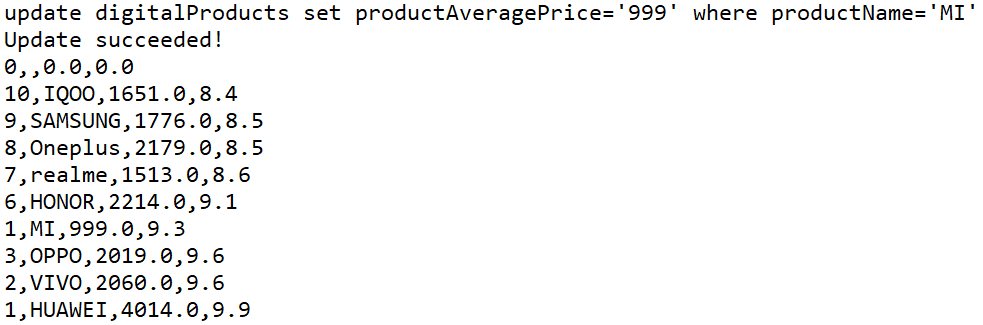 update digitalProducts set productAveragePrice='999' where productName='MI'
Update succeeded!
0,,0.0,0.0
10,IQOO,1651.0,8.4
9,SAMSUNG,1776.0,8.5
8,Oneplus,2179.0,8.5
7,realme,1513.0,8.6
6,HONOR,2214.0,9.1
1,MI,999.0,9.3
3,OPPO,2019.0,9.6
2,VIVO,2060.0,9.6
1,HUAWEI,4014.0,9.9